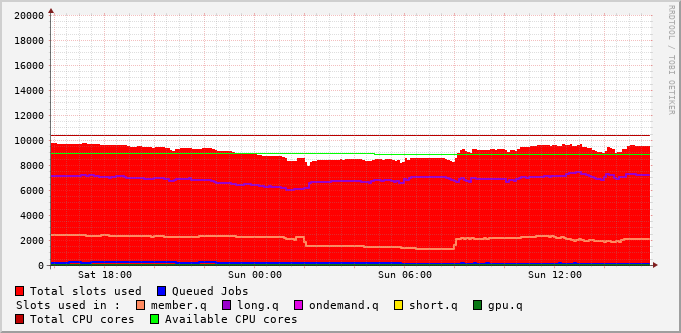 RRDTOOL / TOBI OETIKER
20000
18000
16000
14000
12000
10000
8000
6000
4000
2000
0
Sat 18:00 Sun 00:00 Sun 06:00 Sun 12:00
Total slots used Queued Jobs
Slots used in : member.q long.q ondemand.q short.q gpu.q
Total CPU cores Available CPU cores